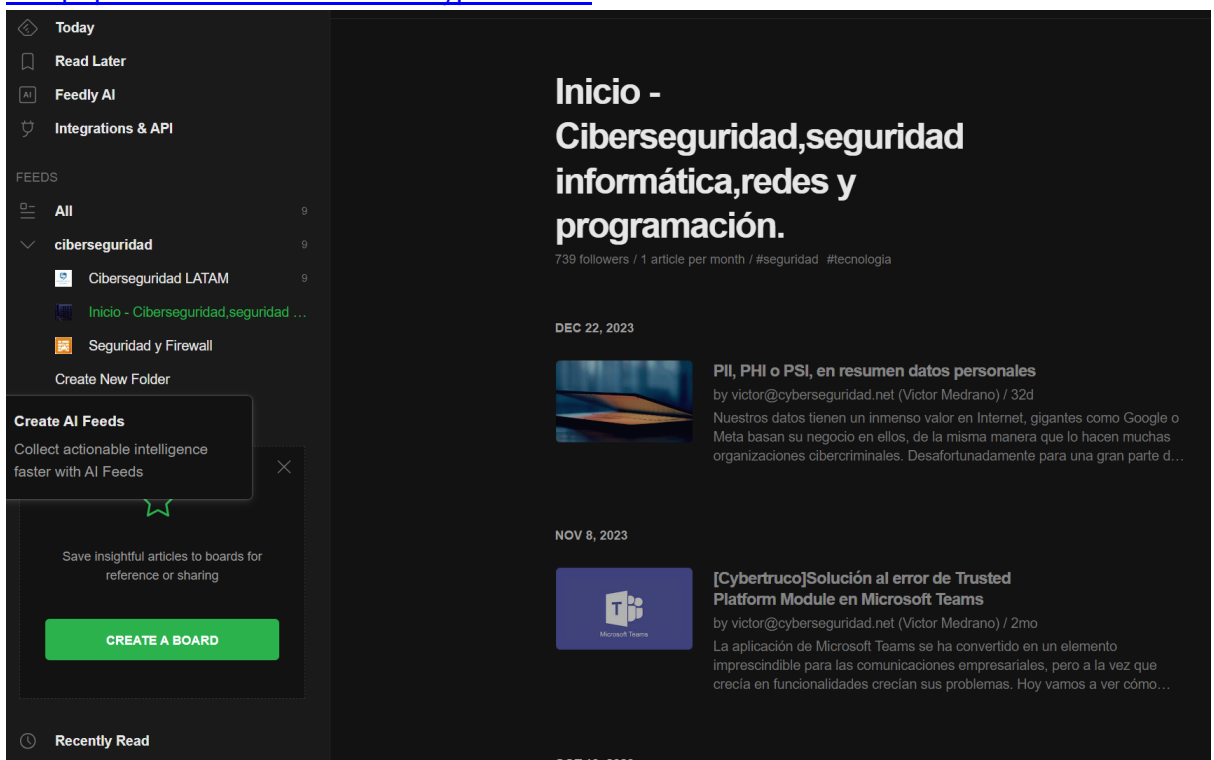 Today
Read Later
AI
Feedly AI
Integrations & API
FEEDS
All 9
ciberseguridad 9
Ciberseguridad LATAM 9
Inicio - Ciberseguridad,seguridad ...
Seguridad y Firewall
Create New Folder
Create AI Feeds
Collect actionable intelligence
faster with AI Feeds
Save insightful articles to boards for
reference or sharing
CREATE A BOARD
Recently Read
Inicio -
Ciberseguridad,seguridad
informática,redes y
programación.
739 followers / 1 article per month / #seguridad #tecnologia
DEC 22, 2023
PII, PHI o PSI, en resumen datos personales
by victor@cyberseguridad.net (Victor Medrano) / 32d
Nuestros datos tienen un inmenso valor en Internet, gigantes como Google o
Meta basan su negocio en ellos, de la misma manera que lo hacen muchas
organizaciones cibercriminales. Desafortunadamente para una gran parte d...
NOV 8, 2023
T
Microsoft Teams
[Cybertruco]Solución al error de Trusted
Platform Module en Microsoft Teams
by victor@cyberseguridad.net (Victor Medrano) / 2mo
La aplicación de Microsoft Teams se ha convertido en un elemento
imprescindible para las comunicaciones empresariales, pero a la vez que
crecía en funcionalidades crecían sus problemas. Hoy vamos a ver cómo...